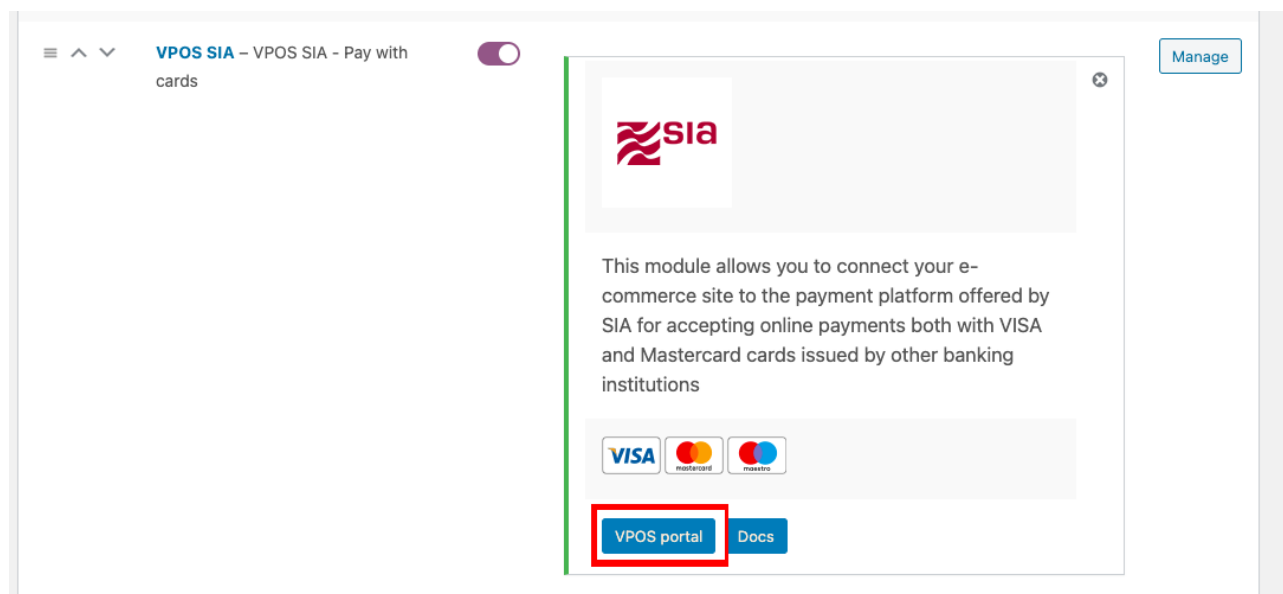 VPOS SIA – VPOS SIA - Pay with
cards
Manage
sia
This module allows you to connect your e-
commerce site to the payment platform offered by
SIA for accepting online payments both with VISA
and Mastercard cards issued by other banking
institutions
VISA mastercard maestro
VPOS portal Docs